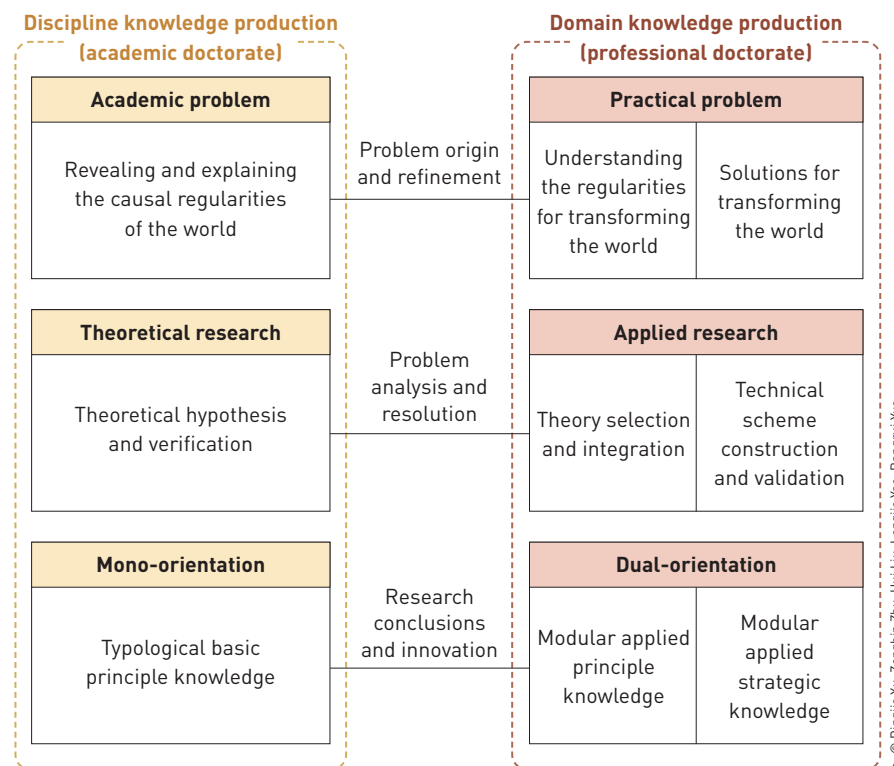 Discipline knowledge production
(academic doctorate)
Domain knowledge production
(professional doctorate)
Academic problem
Revealing and explaining
the causal regularities
of the world
Problem origin
and refinement
Practical problem
Understanding
the regularities
for transforming
the world
Solutions for
transforming
the world
Theoretical research
Theoretical hypothesis
and verification
Problem
analysis and
resolution
Applied research
Theory selection
and integration
Technical
scheme
construction
and validation
Mono-orientation
Typological basic
principle knowledge
Research
conclusions
and innovation
Dual-orientation
Modular applied
principle
knowledge
Modular
applied
strategic
knowledge